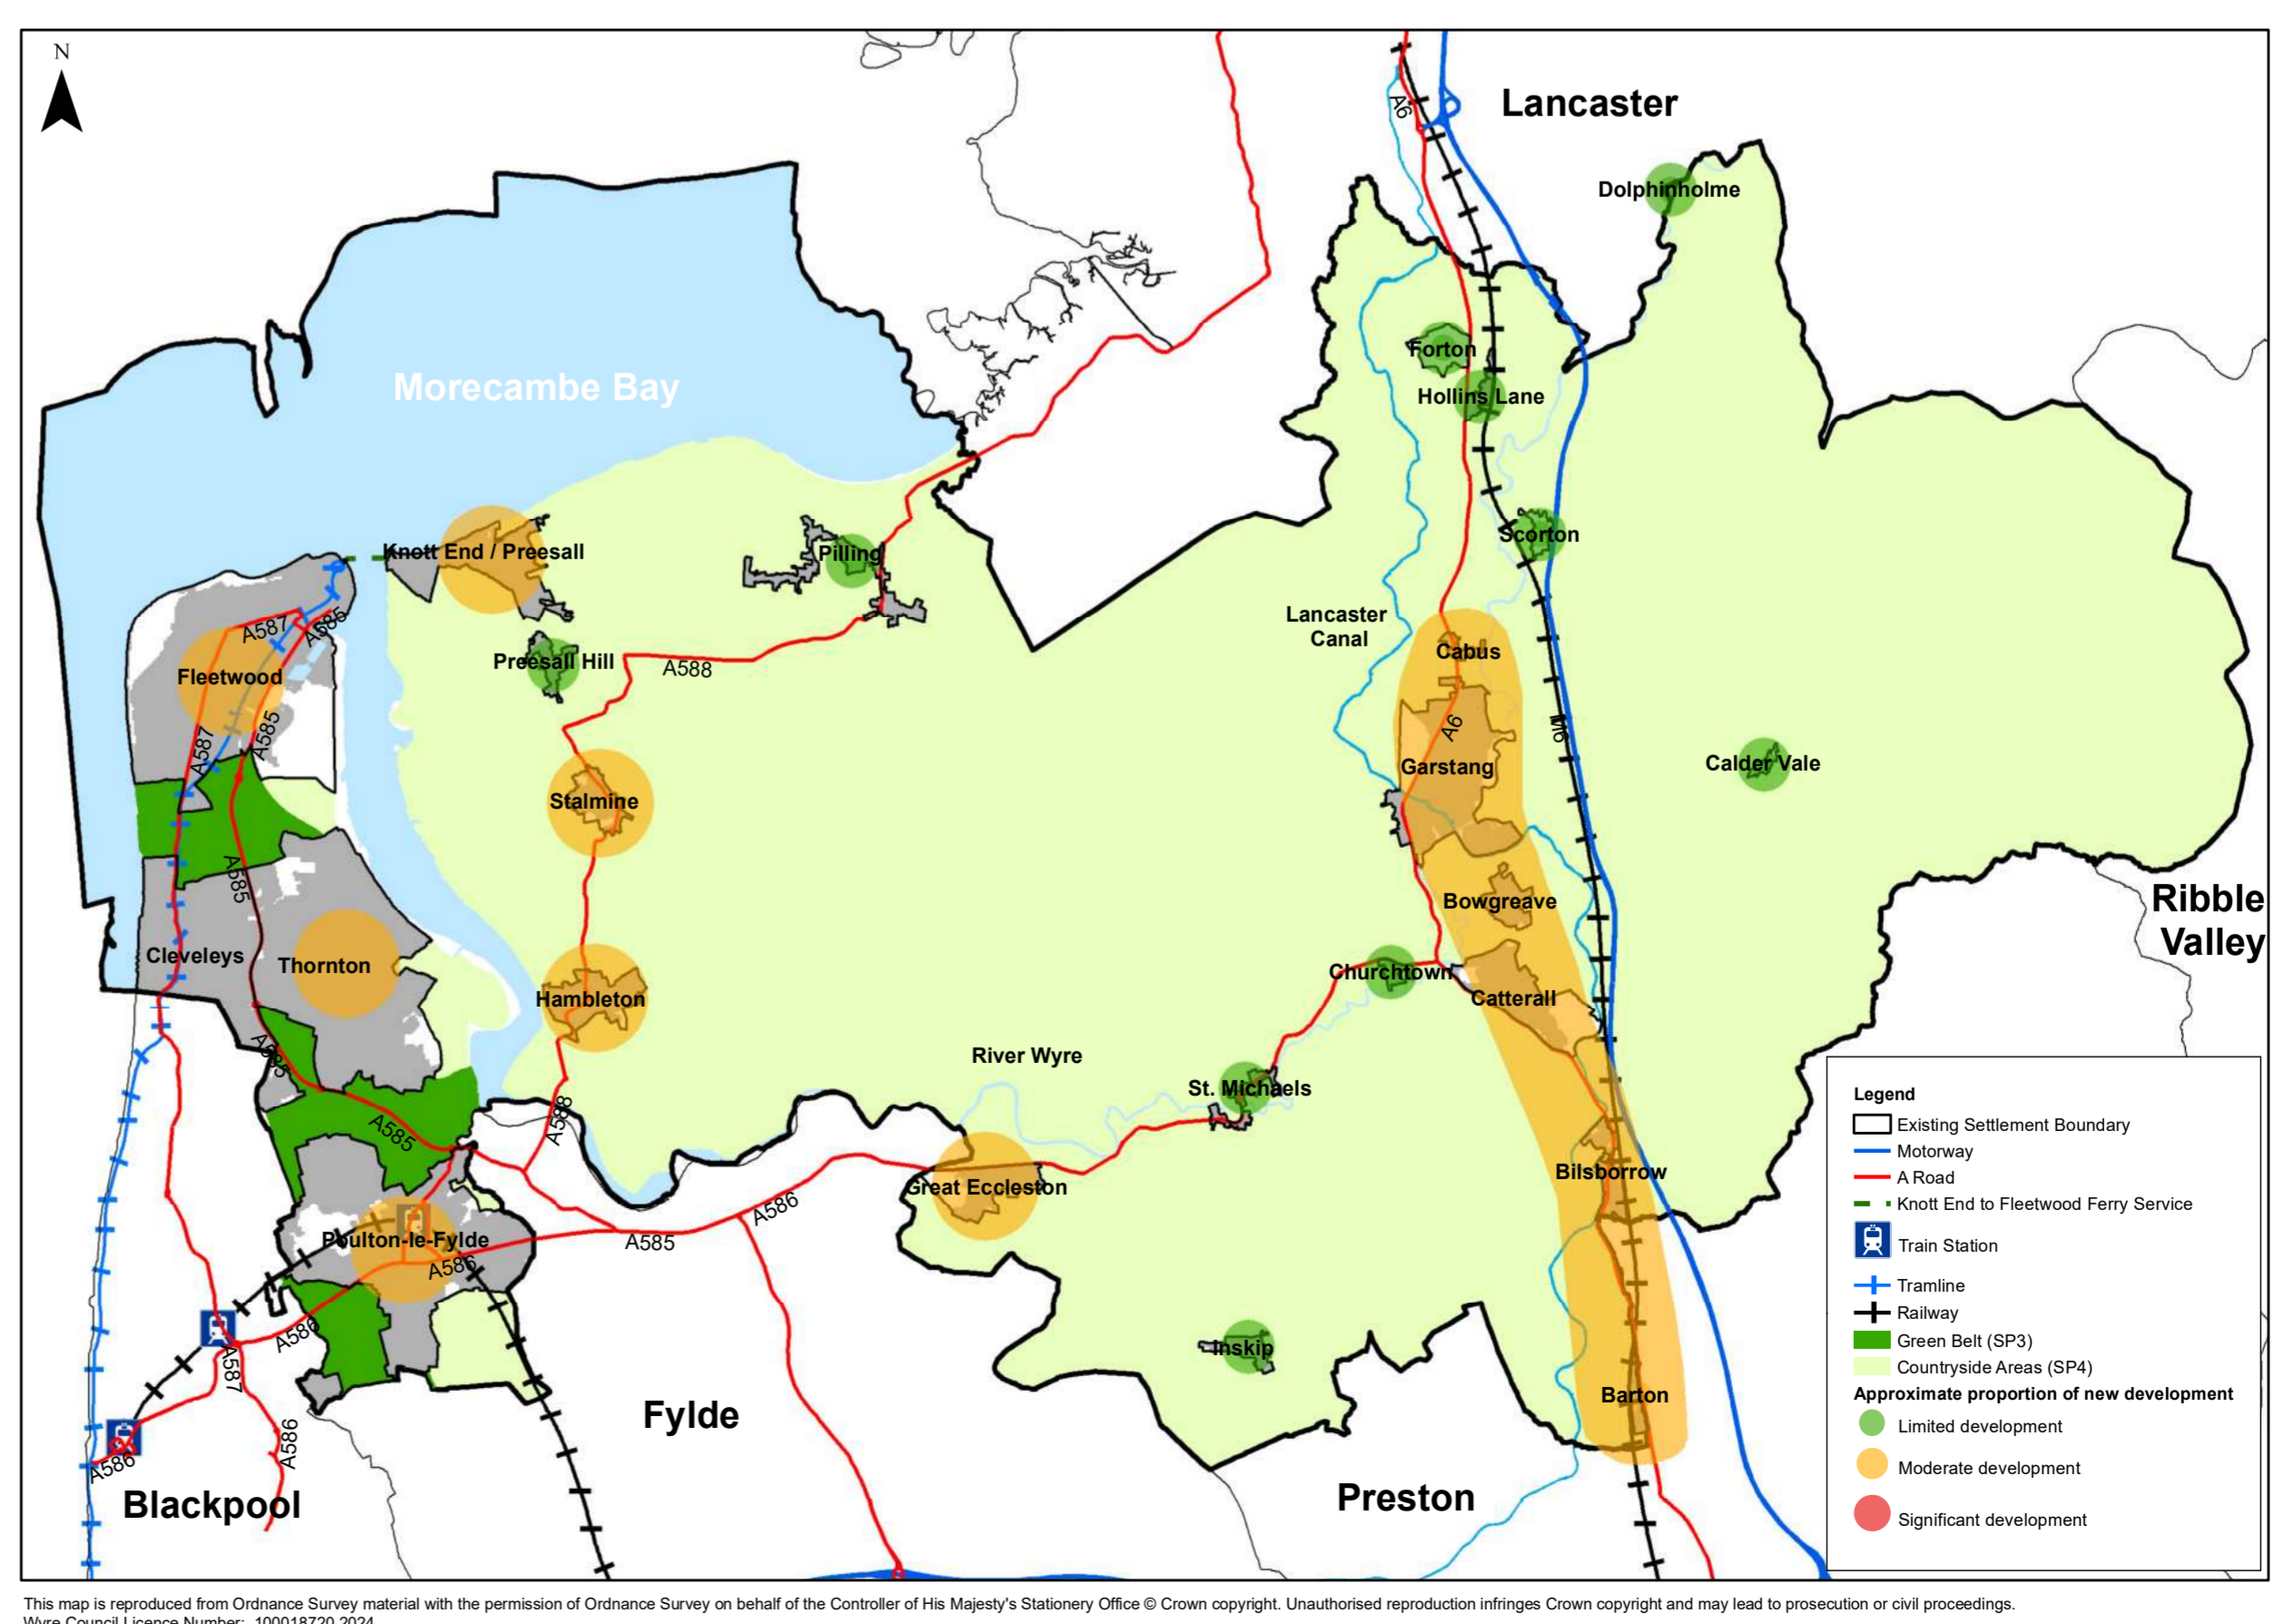 N
Lancaster
A6
Dolphinholme
Morecambe Bay
Forton
Hollins Lane
Scorton
Knott End / Preesall
Pilling
A587
A585
Lancaster
Canal
Cabus
Preesall Hill
A588
Fleetwood
A587
A585
A6
M6
Garstang
Calder Vale
Stalmine
A585
Bowgreave
Ribble
Valley
Cleveleys
Thornton
Churchtown
Hambleton
Catterall
A585
River Wyre
St. Michaels
A588
A585
Bilsborrow
Great Eccleston
A586
Poulton-le-Fylde
A585
A586
A586
Inskip
A587
Barton
Fylde
A586
A586
Blackpool
Preston
Legend
Existing Settlement Boundary
Motorway
A Road
Knott End to Fleetwood Ferry Service
Train Station
Tramline
Railway
Green Belt (SP3)
Countryside Areas (SP4)
Approximate proportion of new development
Limited development
Moderate development
Significant development
This map is reproduced from Ordnance Survey material with the permission of Ordnance Survey on behalf of the Controller of His Majesty's Stationery Office © Crown copyright. Unauthorised reproduction infringes Crown copyright and may lead to prosecution or civil proceedings.
Wyre Council Licence Number: 100018720 2024